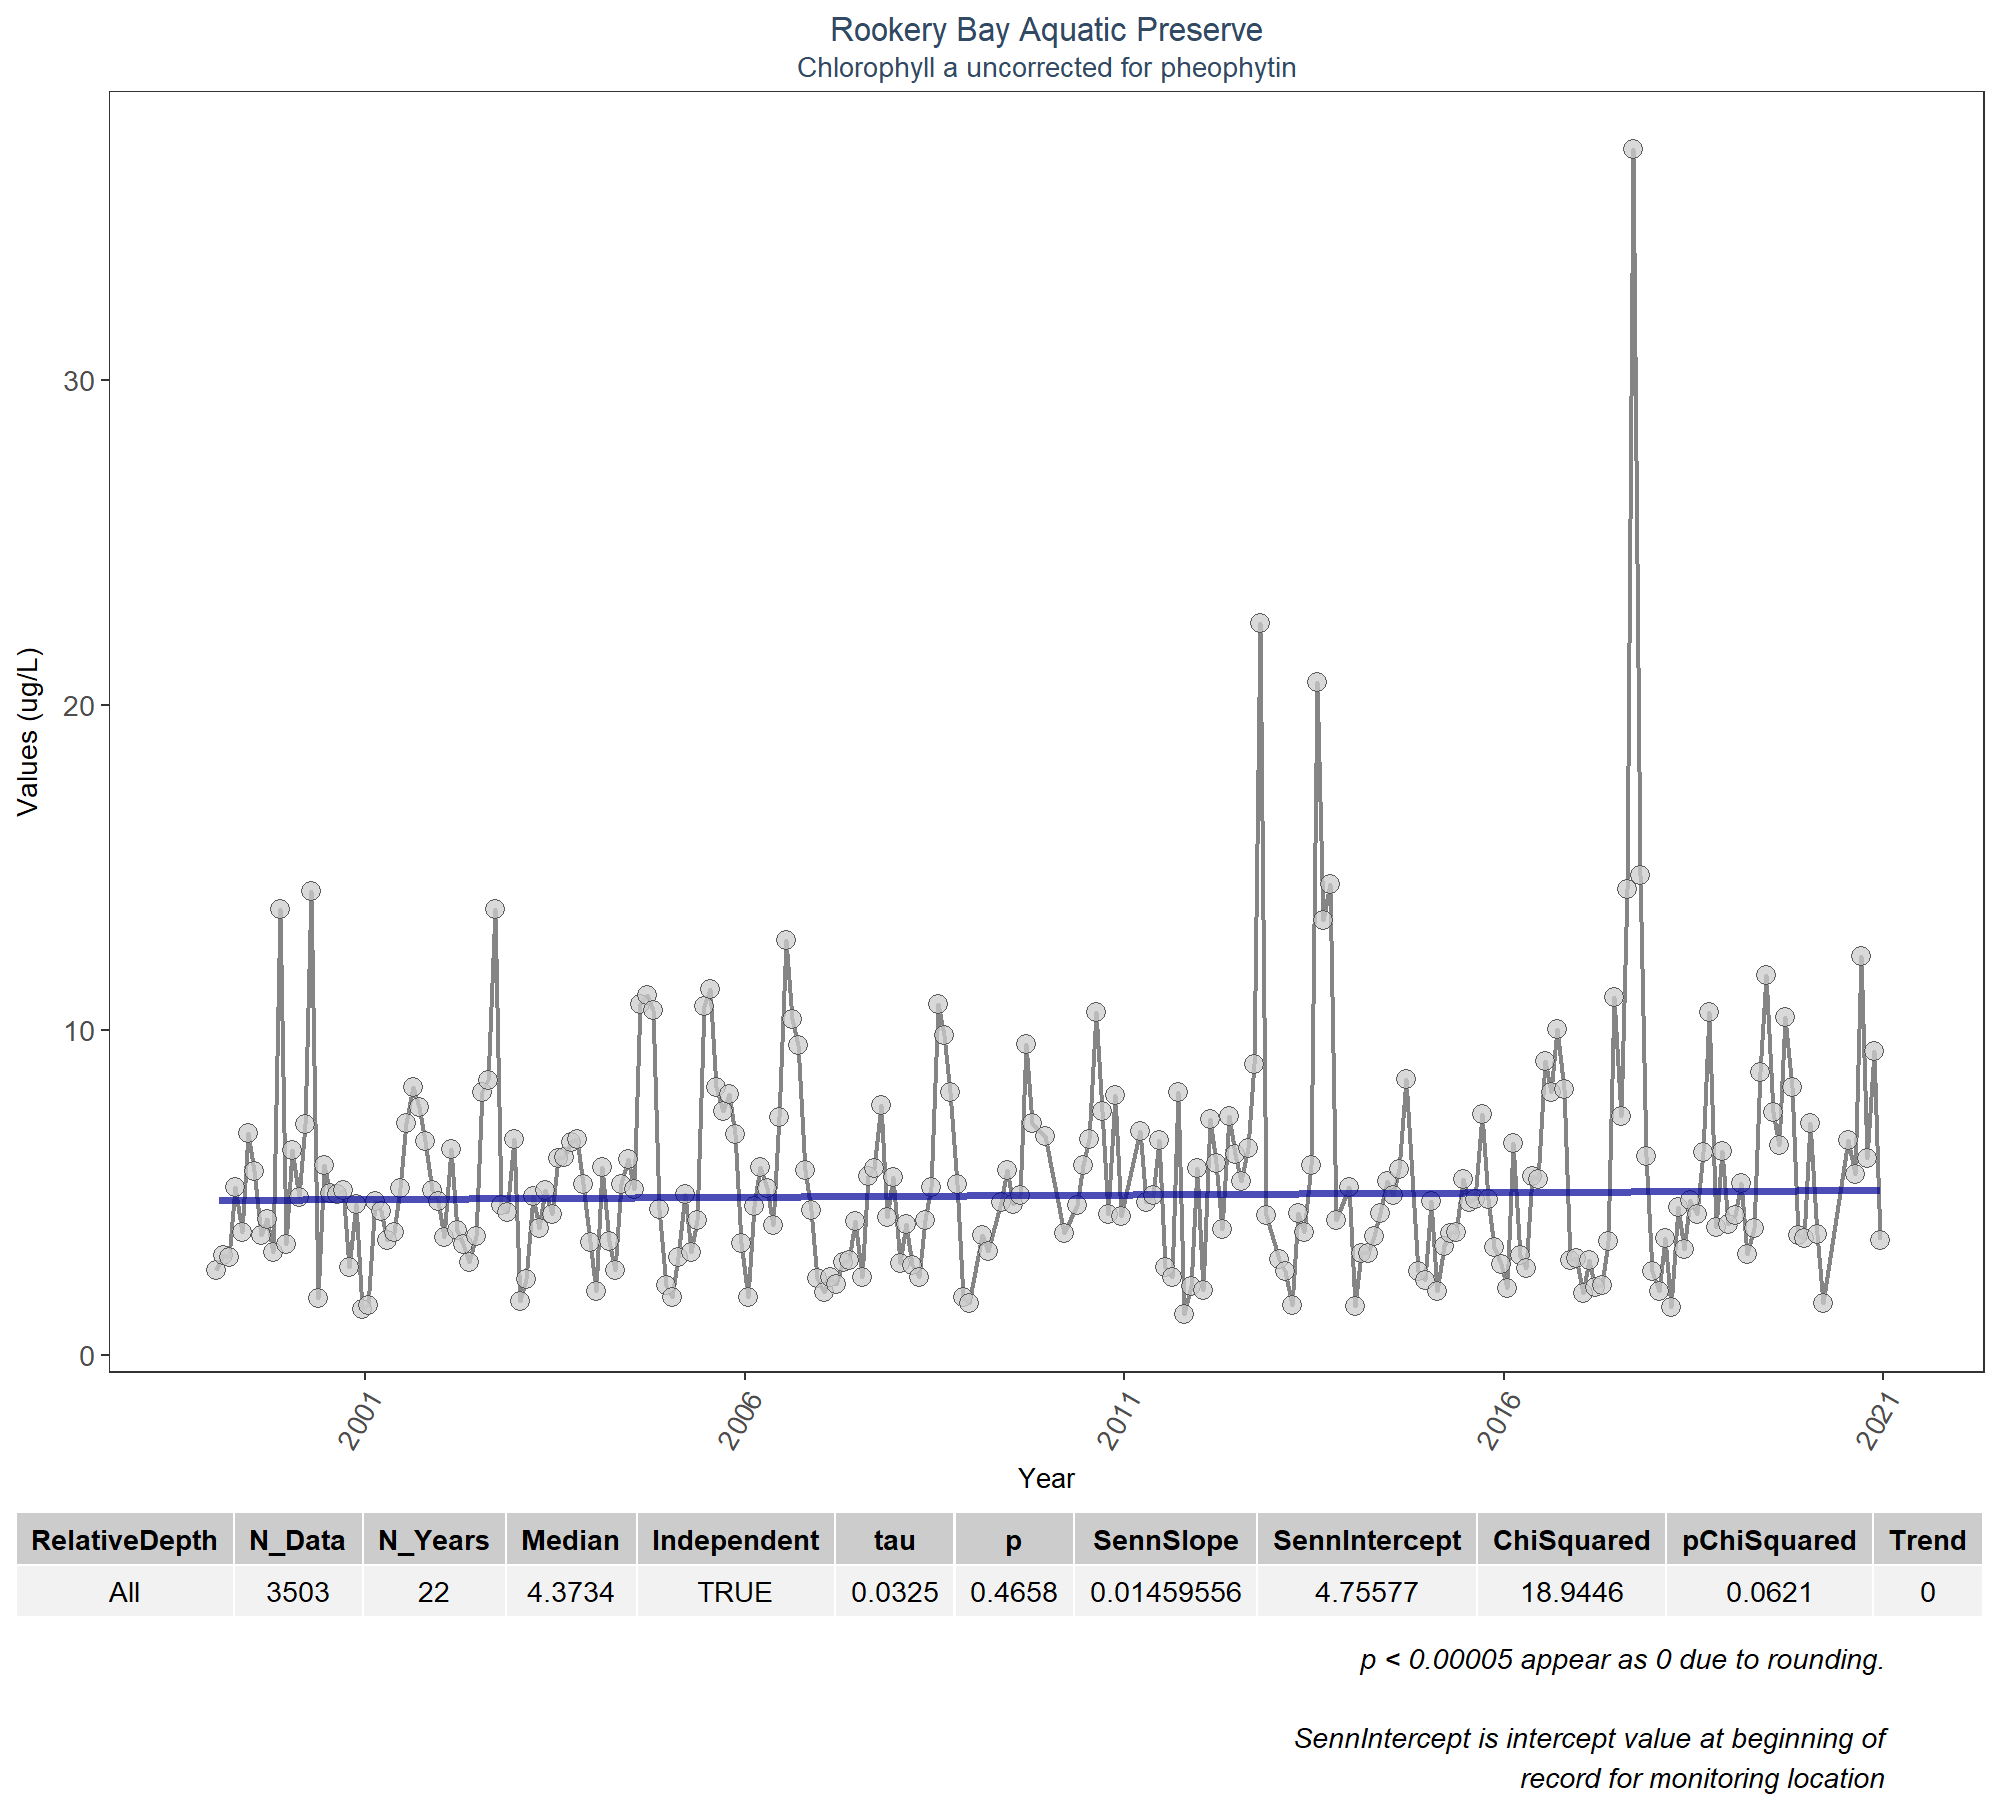 Rookery Bay Aquatic Preserve
Chlorophyll a uncorrected for pheophytin
Values (ug/L)
30
20
10
0
2001 2006 2011 2016 2021
Year
RelativeDepth N_Data N_Years Median Independent tau p SennSlope SennIntercept ChiSquared pChiSquared Trend
All 3503 22 4.3734 TRUE 0.0325 0.4658 0.01459556 4.75577 18.9446 0.0621 0
p < 0.00005 appear as 0 due to rounding.
SennIntercept is intercept value at beginning of
record for monitoring location